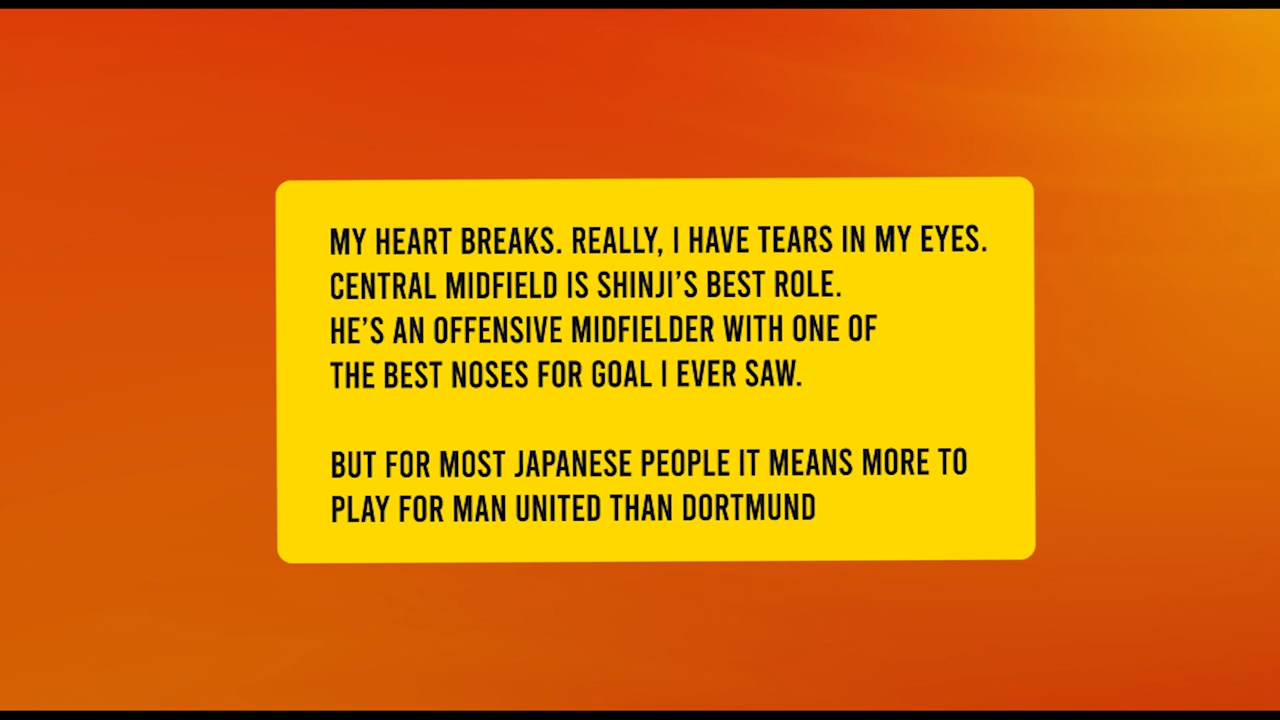 MY HEART BREAKS. REALLY, I HAVE TEARS IN MY EYES.
CENTRAL MIDFIELD IS SHINJI'S BEST ROLE.
HE'S AN OFFENSIVE MIDFIELDER WITH ONE OF
THE BEST NOSES FOR GOAL I EVER SAW.
BUT FOR MOST JAPANESE PEOPLE IT MEANS MORE TO
PLAY FOR MAN UNITED THAN DORTMUND